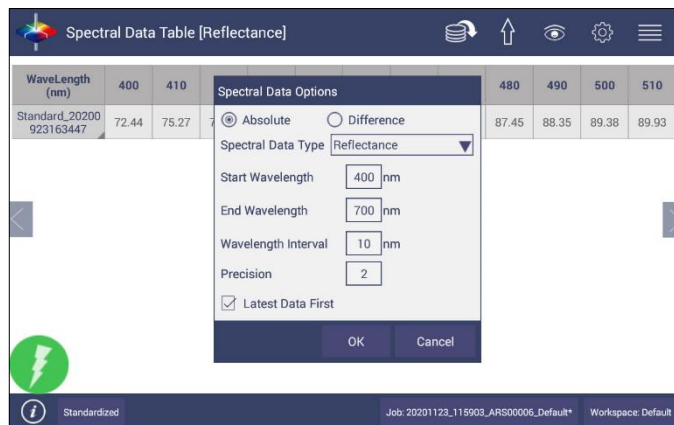 Spectral Data Table [Reflectance]
WaveLength (nm) 400 410 480 490 500 510
Standard_20200923163447 72.44 75.27 87.45 88.35 89.38 89.93
Spectral Data Options
Absolute Difference
Spectral Data Type Reflectance
Start Wavelength 400 nm
End Wavelength 700 nm
Wavelength Interval 10 nm
Precision 2
Latest Data First
OK Cancel
i Standardized Job: 20201123_115903_ARS00006_Default* Workspace: Default